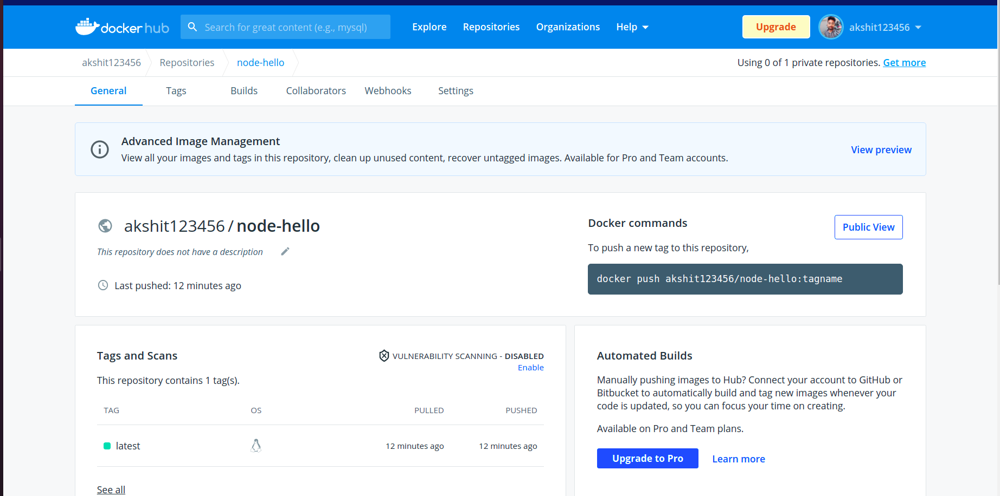 docker hub
Search for great content (e.g., mysql)
Explore
Repositories
Organizations
Help
Upgrade
akshit123456
akshit123456
Repositories
node-hello
Using 0 of 1 private repositories. Get more
General
Tags
Builds
Collaborators
Webhooks
Settings
Advanced Image Management
View all your images and tags in this repository, clean up unused content, recover untagged images. Available for Pro and Team accounts.
View preview
akshit123456 / node-hello
This repository does not have a description
Last pushed: 12 minutes ago
Docker commands
Public View
To push a new tag to this repository,
docker push akshit123456/node-hello:tagname
Tags and Scans
VULNERABILITY SCANNING - DISABLED
Enable
This repository contains 1 tag(s).
TAG
OS
PULLED
PUSHED
latest
12 minutes ago
12 minutes ago
See all
Automated Builds
Manually pushing images to Hub? Connect your account to GitHub or
Bitbucket to automatically build and tag new images whenever your
code is updated, so you can focus your time on creating.
Available on Pro and Team plans.
Upgrade to Pro
Learn more